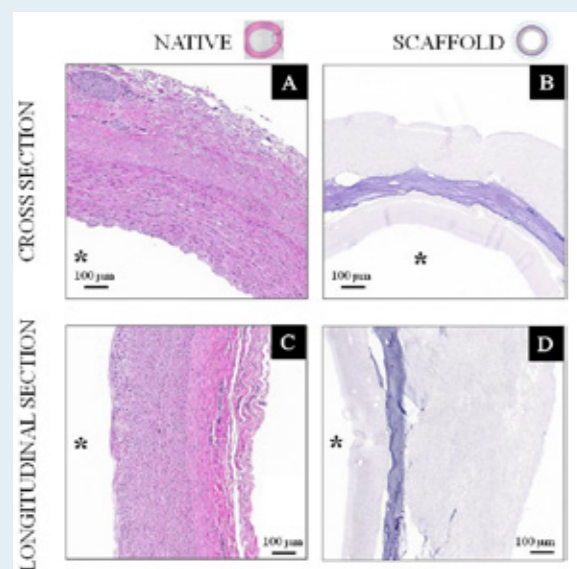 NATIVE
SCAFFOLD
CROSS SECTION
A
*
100 µm
B
*
100 µm
LONGITUDINAL SECTION
C
*
100 µm
D
*
100 µm